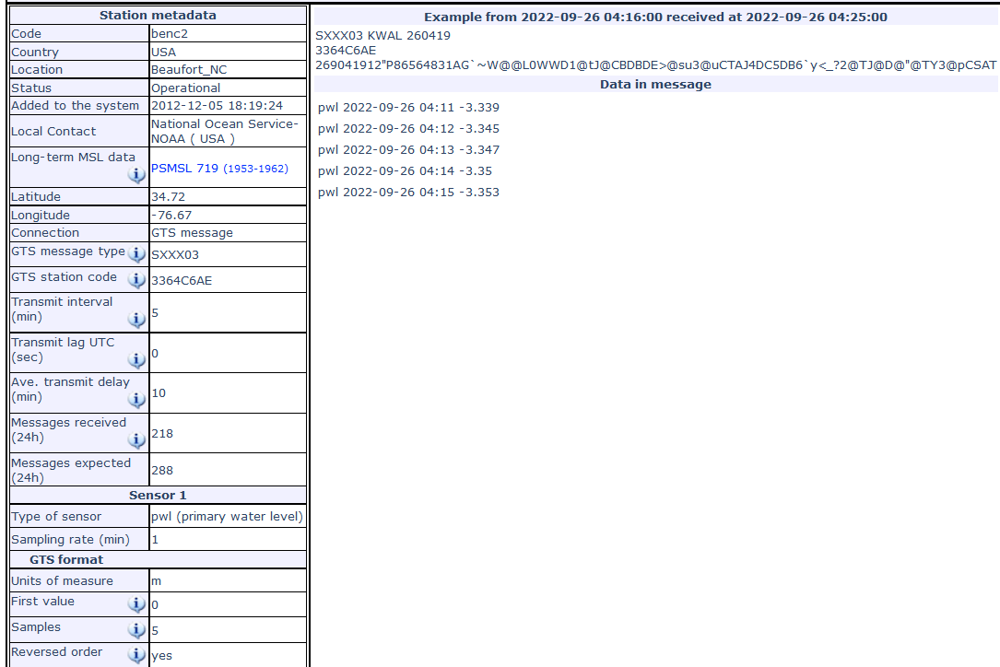 Station metadata
Code benc2
Country USA
Location Beaufort_NC
Status Operational
Added to the system 2012-12-05 18:19:24
Local Contact National Ocean Service-
NOAA ( USA )
Long-term MSL data PSMSL 719 (1953-1962)
Latitude 34.72
Longitude -76.67
Connection GTS message
GTS message type SXXX03
GTS station code 3364C6AE
Transmit interval
(min) 5
Transmit lag UTC
(sec) 0
Ave. transmit delay
(min) 10
Messages received
(24h) 218
Messages expected
(24h) 288
Sensor 1
Type of sensor pwl (primary water level)
Sampling rate (min) 1
GTS format
Units of measure m
First value 0
Samples 5
Reversed order yes
Example from 2022-09-26 04:16:00 received at 2022-09-26 04:25:00
SXXX03 KWAL 260419
3364C6AE
269041912"P86564831AG`~W@@L0WWD1@tJ@CBDBDE>@su3@uCTAJ4DC5DB6`y<_?2@TJ@D@"@TY3@pCSAT
Data in message
pwl 2022-09-26 04:11 -3.339
pwl 2022-09-26 04:12 -3.345
pwl 2022-09-26 04:13 -3.347
pwl 2022-09-26 04:14 -3.35
pwl 2022-09-26 04:15 -3.353